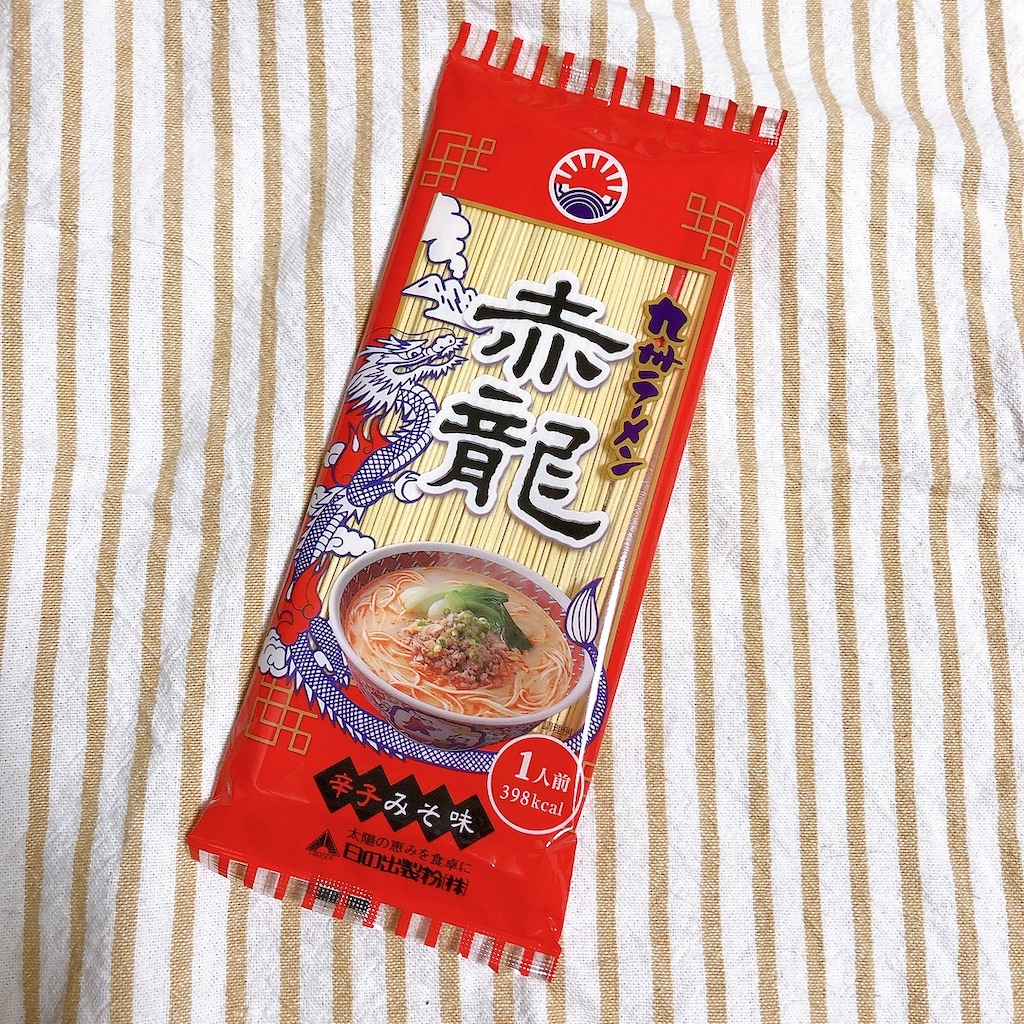 九州ラーメン
赤龍
1人前
398kcal
辛子みそ味
太陽の恵みを食卓に
日の出製粉(株)